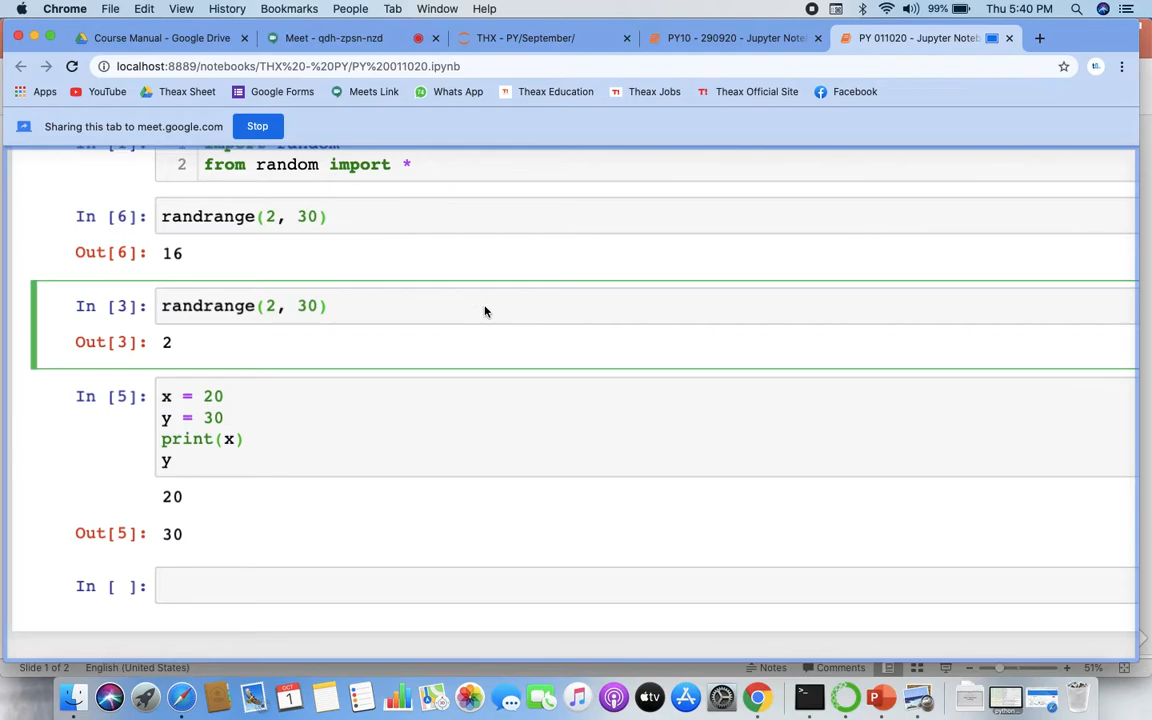 Chrome File Edit View History Bookmarks People Tab Window Help 99% Thu 5:40 PM
Course Manual - Google Drive Meet - qdh-zpsn-nzd THX - PY/September/ PY10 - 290920 - Jupyter Note PY 011020 - Jupyter Noteb
localhost:8889/notebooks/THX%20-%20PY/PY%20011020.ipynb
Apps YouTube Theax Sheet Google Forms Meets Link Whats App Theax Education Theax Jobs Theax Official Site Facebook
Sharing this tab to meet.google.com Stop
2 from random import *
In [6]: randrange(2, 30)
Out[6]: 16
In [3]: randrange(2, 30)
Out[3]: 2
In [5]: x = 20
y = 30
print(x)
y
20
Out[5]: 30
In [ ]:
Slide 1 of 2 English (United States) Notes Comments 51%